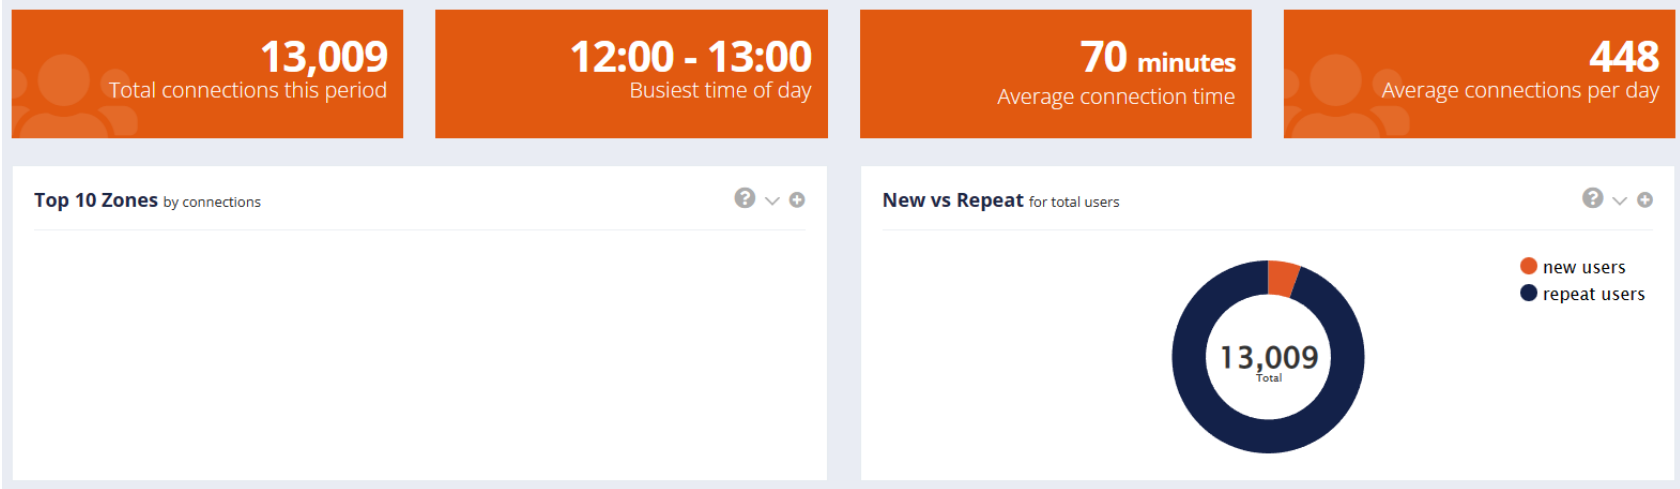 13,009
Total connections this period
12:00 - 13:00
Busiest time of day
70 minutes
Average connection time
448
Average connections per day
Top 10 Zones by connections
New vs Repeat for total users
new users
repeat users
13,009
Total